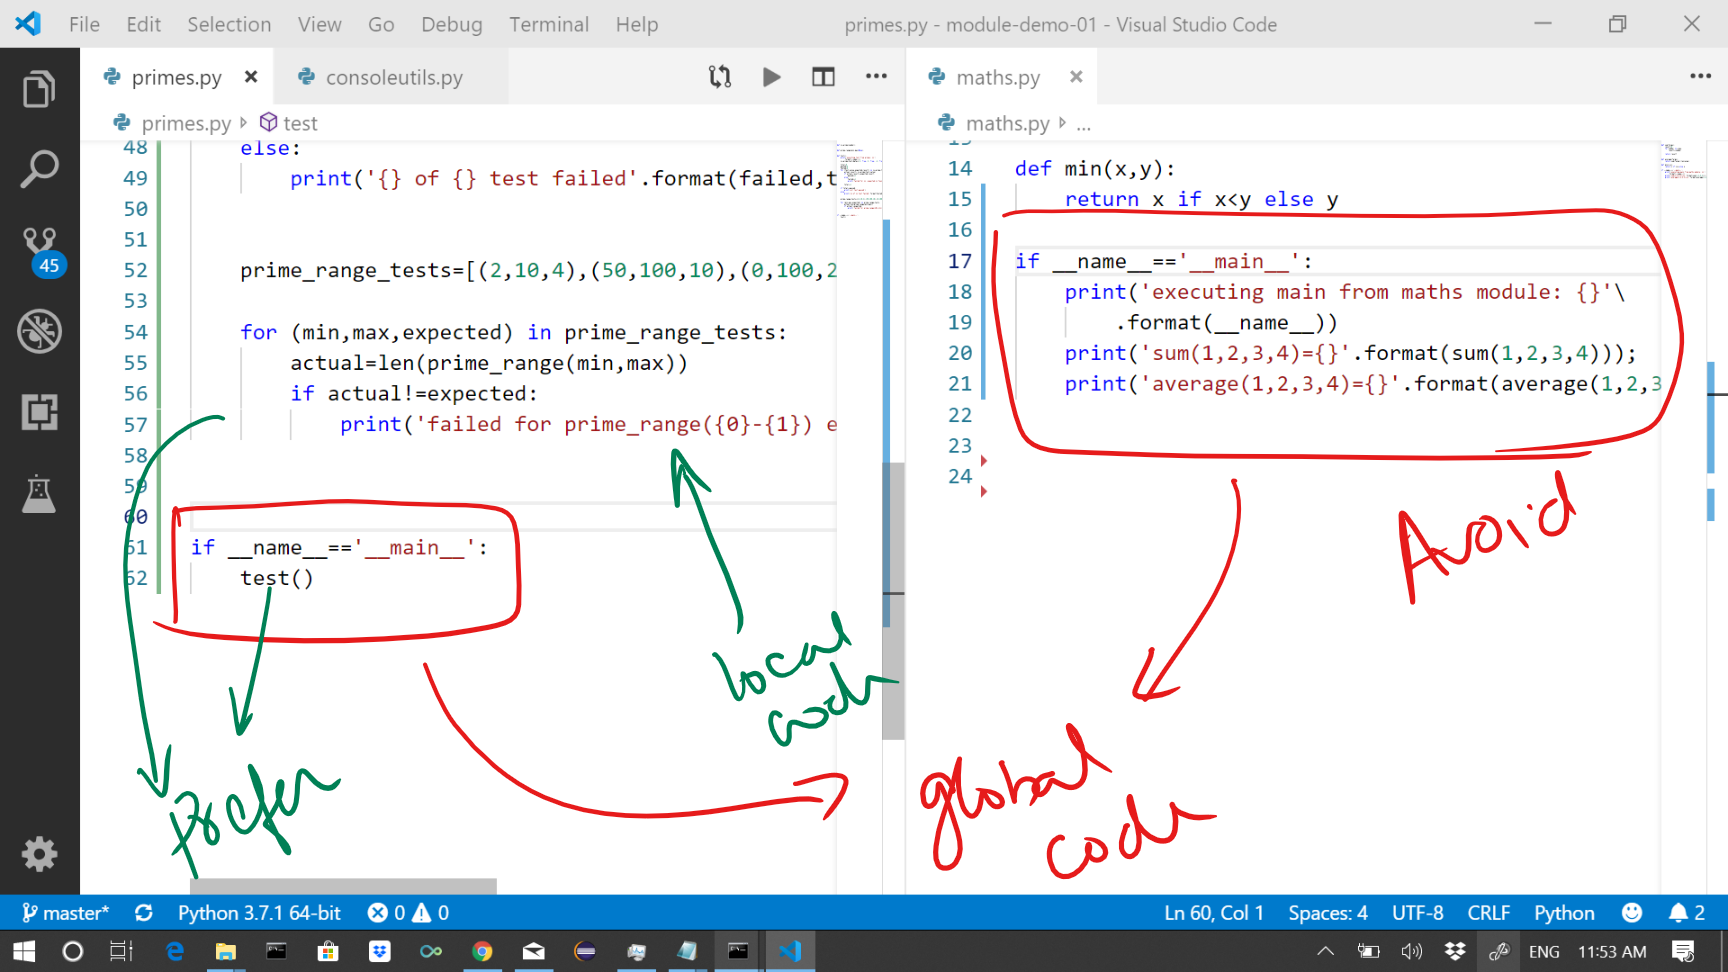 File Edit Selection View Go Debug Terminal Help primes.py - module-demo-01 - Visual Studio Code
primes.py consoleutils.py
primes.py test
48 else:
49 print('{} of {} test failed'.format(failed,t
50
51
52 prime_range_tests=[(2,10,4),(50,100,10),(0,100,2
53
54 for (min,max,expected) in prime_range_tests:
55 actual=len(prime_range(min,max))
56 if actual!=expected:
57 print('failed for prime_range({0}-{1}) e
58
59
60
61 if __name__=='__main__':
62 test()
Prefer
local
code
maths.py
maths.py ...
14 def min(x,y):
15 return x if x<y else y
16
17 if __name__=='__main__':
18 print('executing main from maths module: {}'\
19 .format(__name__))
20 print('sum(1,2,3,4)={}'.format(sum(1,2,3,4)));
21 print('average(1,2,3,4)={}'.format(average(1,2,3
22
23
24
Avoid
global
code
45
master* Python 3.7.1 64-bit 0 0 Ln 60, Col 1 Spaces: 4 UTF-8 CRLF Python 2
ENG 11:53 AM